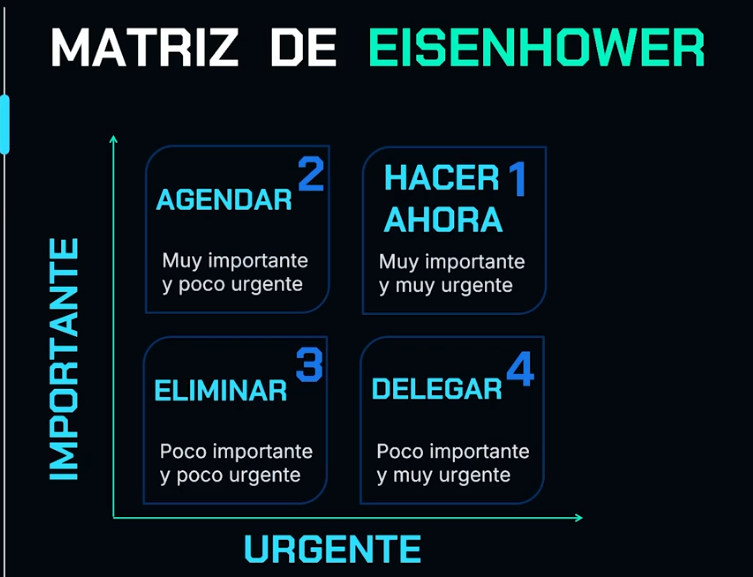 MATRIZ DE EISENHOWER
2
AGENDAR
Muy importante
y poco urgente
HACER 1
AHORA
Muy importante
y muy urgente
3
ELIMINAR
Poco importante
y poco urgente
4
DELEGAR
Poco importante
y muy urgente
IMPORTANTE
URGENTE